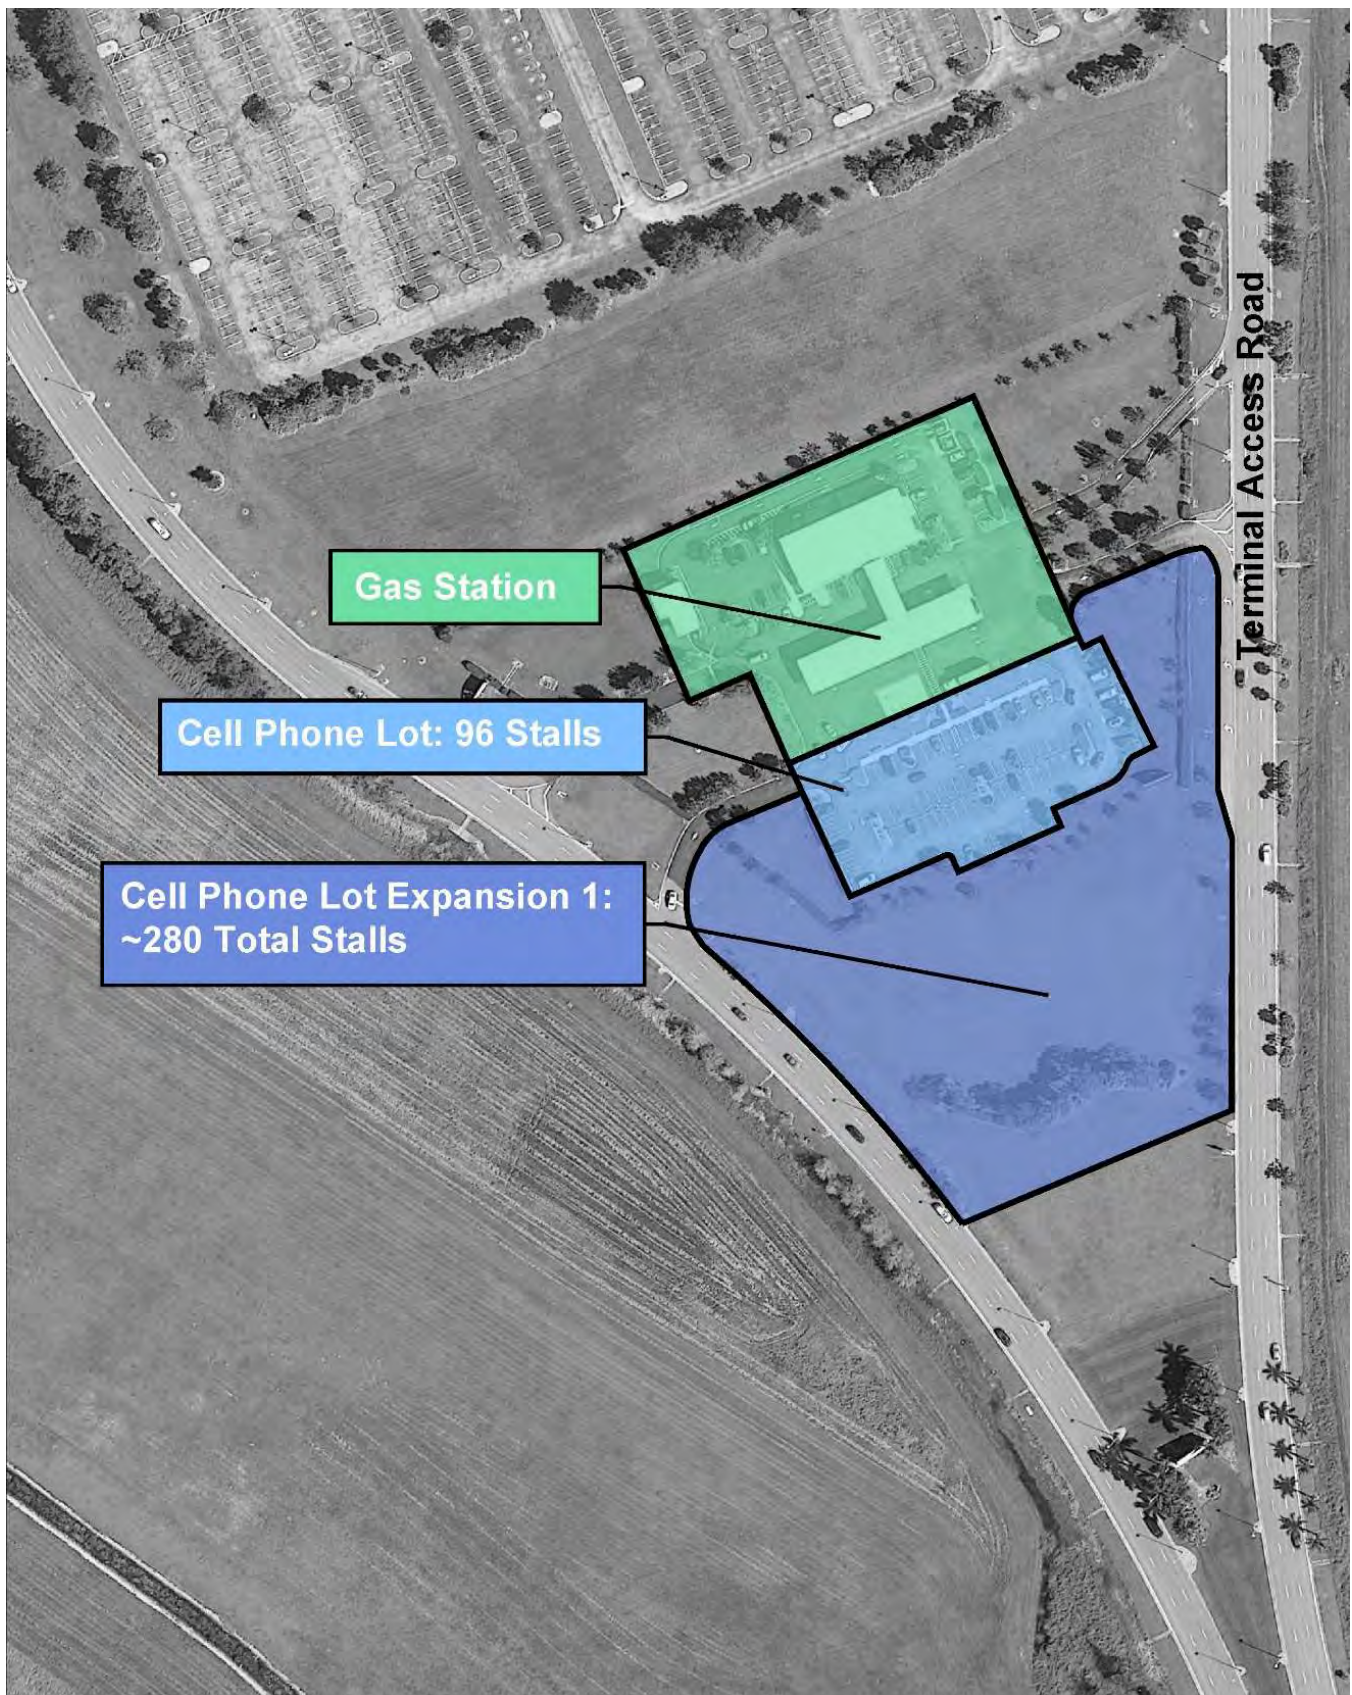 Terminal Access Road
Gas Station
Cell Phone Lot: 96 Stalls
Cell Phone Lot Expansion 1:
~280 Total Stalls